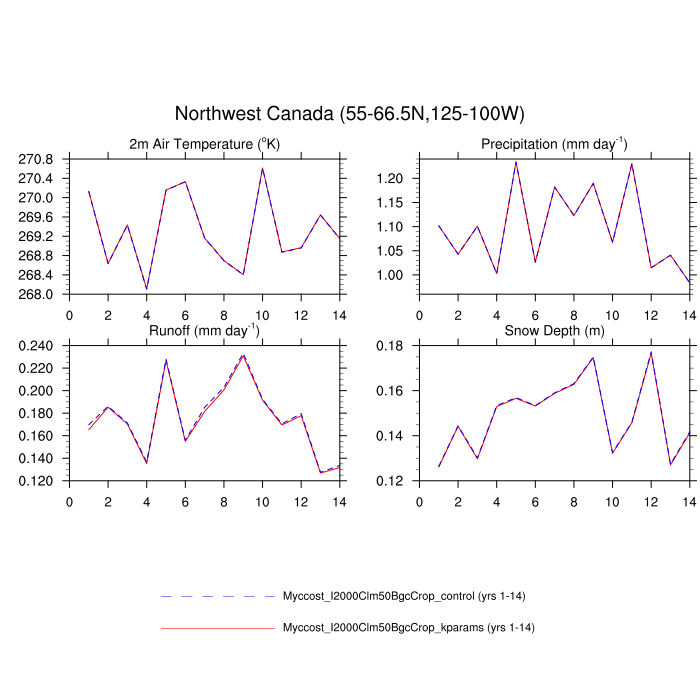 Northwest Canada (55-66.5N,125-100W)
2m Air Temperature (°K)
270.8
270.4
270.0
269.6
269.2
268.8
268.4
268.0
0 2 4 6 8 10 12 14
Precipitation (mm day⁻¹)
1.20
1.15
1.10
1.05
1.00
0 2 4 6 8 10 12 14
Runoff (mm day⁻¹)
0.240
0.220
0.200
0.180
0.160
0.140
0.120
0 2 4 6 8 10 12 14
Snow Depth (m)
0.18
0.16
0.14
0.12
0 2 4 6 8 10 12 14
Myccost_I2000Clm50BgcCrop_control (yrs 1-14)
Myccost_I2000Clm50BgcCrop_kparams (yrs 1-14)